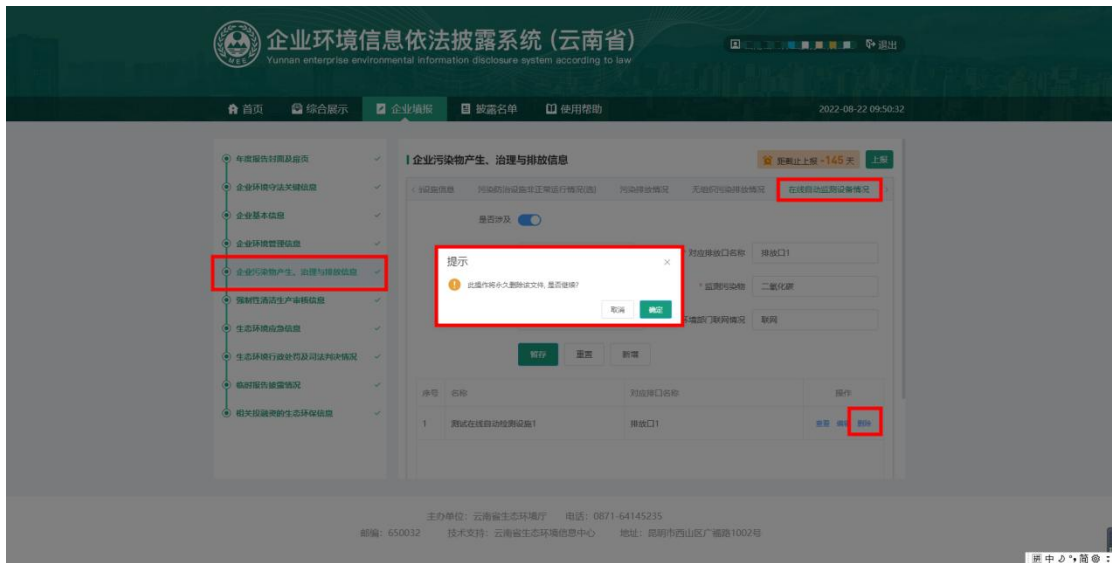 企业环境信息依法披露系统 (云南省)
Yunnan enterprise environmental information disclosure system according to law
退出
首页 综合展示 企业填报 披露名单 使用帮助 2022-08-22 09:50:32
年度报告封面及扉页
企业环境守法关键信息
企业基本信息
企业环境管理信息
企业污染物产生、治理与排放信息
强制性清洁生产审核信息
生态环境应急信息
生态环境行政处罚及司法判决情况
临时报告披露情况
相关投融资的生态环保信息
企业污染物产生、治理与排放信息 距截止上报 -145 天 上报
治设施信息 污染防治设施非正常运行情况(选) 污染排放情况 无组织污染排放情况 在线自动监测设备情况
是否涉及
对应排放口名称 排放口1
提示 ×
此操作将永久删除该文件, 是否继续?
取消 确定
* 监测污染物 二氧化碳
环境部门联网情况 联网
暂存 重置 新增
序号 名称 对应排口名称 操作
1 测试在线自动检测设施1 排放口1 查看 编辑 删除
主办单位：云南省生态环境厅 电话：0871-64145235
邮编：650032 技术支持：云南省生态环境信息中心 地址：昆明市西山区广福路1002号
中 简